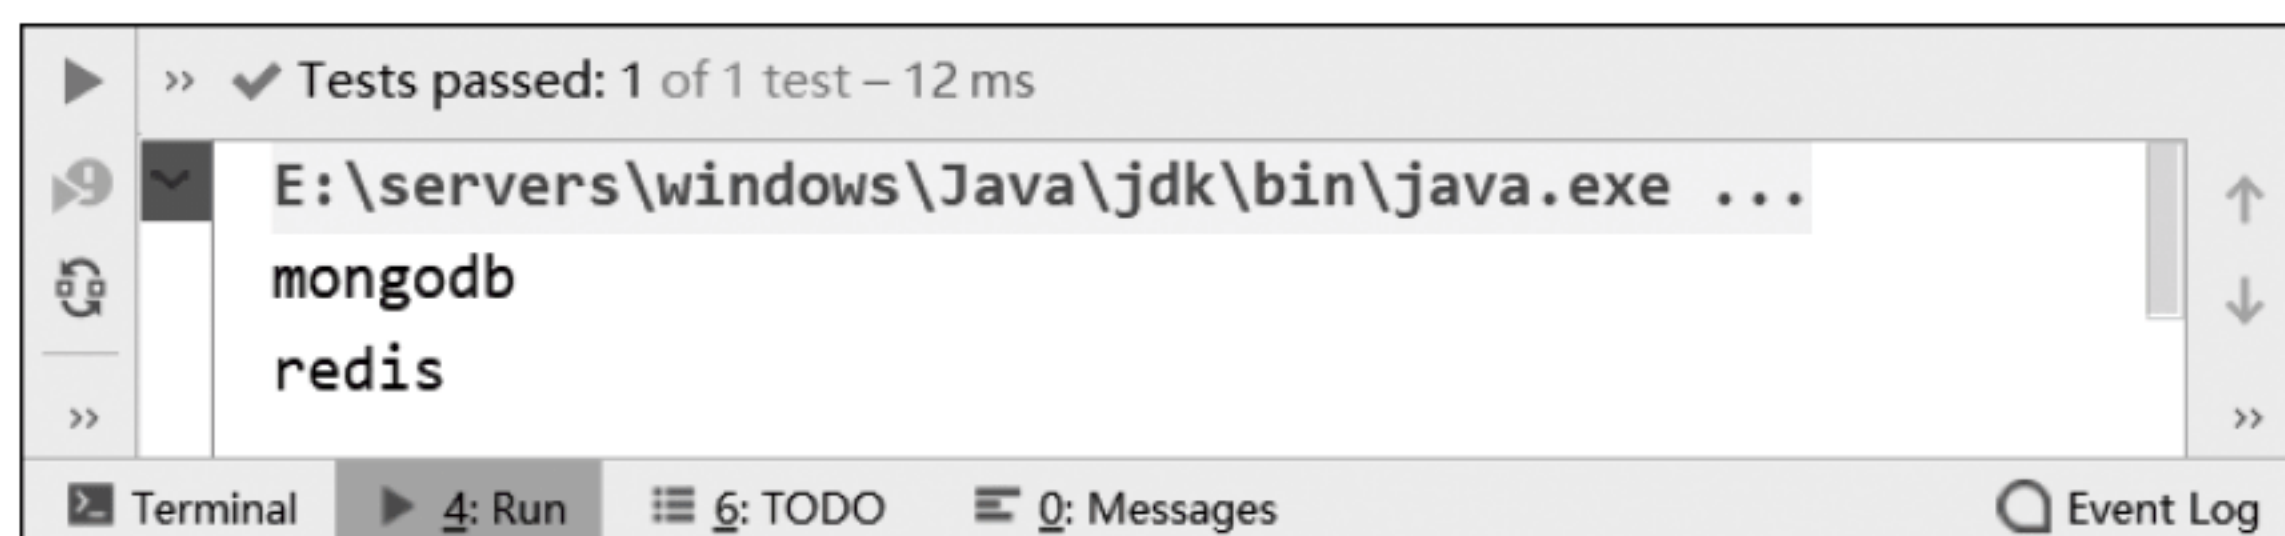 Tests passed: 1 of 1 test – 12 ms
E:\servers\windows\Java\jdk\bin\java.exe ...
mongodb
redis
Terminal 4: Run 6: TODO 0: Messages Event Log